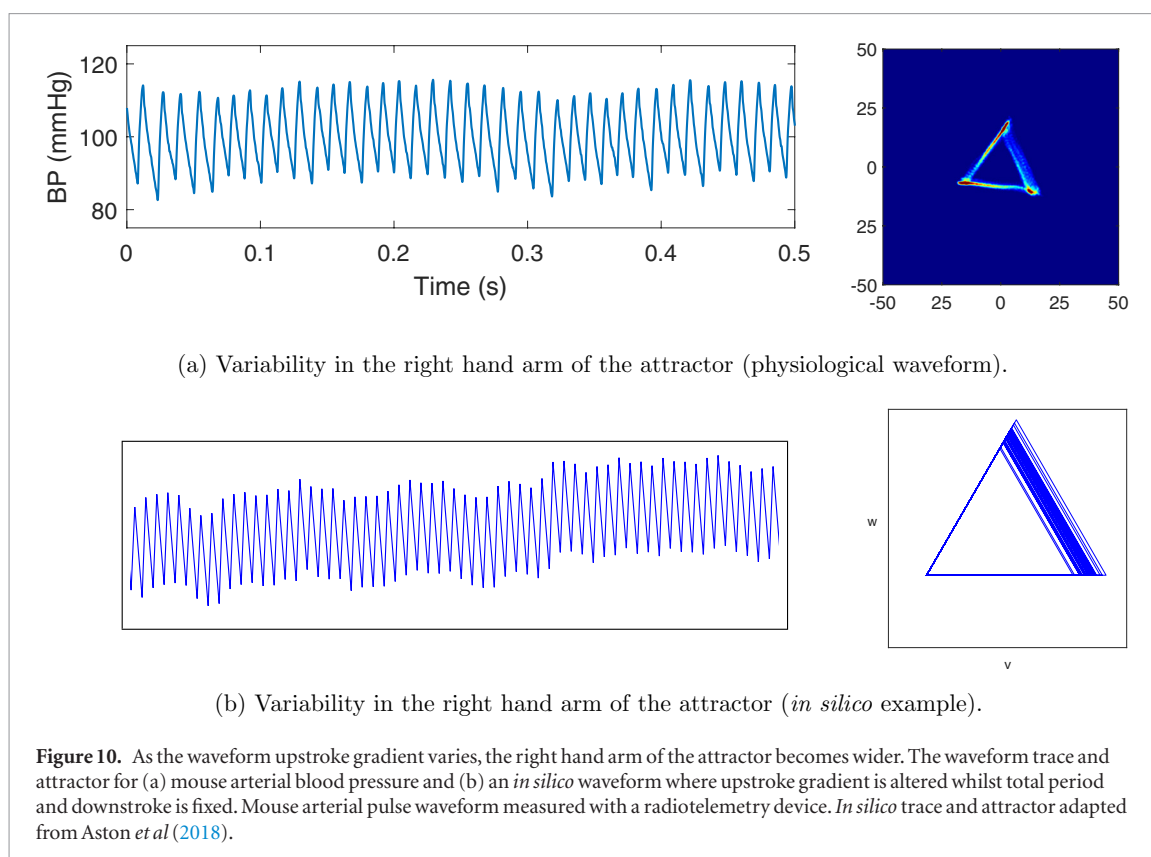 120
100
80
BP (mmHg)
0 0.1 0.2 0.3 0.4 0.5
Time (s)
50
25
0
25
-50
-50 25 0 25 50
(a) Variability in the right hand arm of the attractor (physiological waveform).
w
v
(b) Variability in the right hand arm of the attractor (in silico example).
Figure 10. As the waveform upstroke gradient varies, the right hand arm of the attractor becomes wider. The waveform trace and
attractor for (a) mouse arterial blood pressure and (b) an in silico waveform where upstroke gradient is altered whilst total period
and downstroke is fixed. Mouse arterial pulse waveform measured with a radiotelemetry device. In silico trace and attractor adapted
from Aston et al (2018).